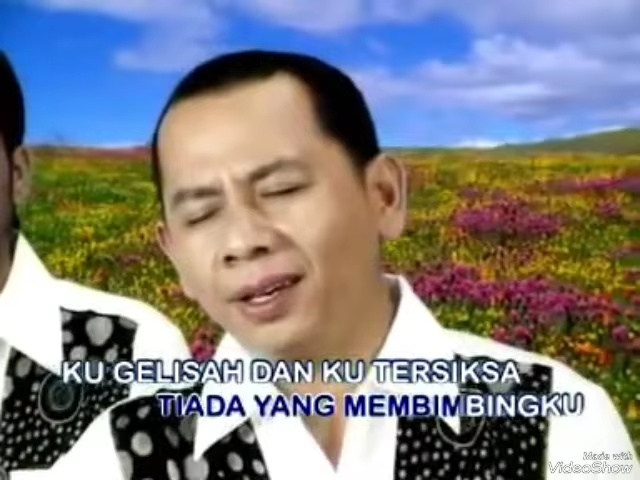 KU GELISAH DAN KU TERSIKSA
TIADA YANG MEMBIMBINGKU
Made with
VideoShow